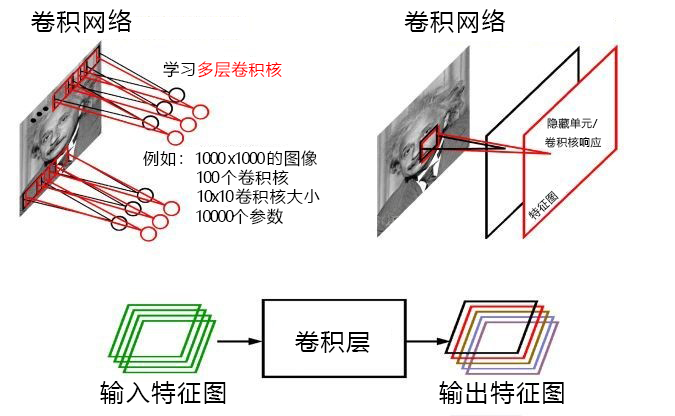 卷积网络
卷积网络
学习多层卷积核
例如：1000x1000的图像
100个卷积核
10x10卷积核大小
10000个参数
隐藏单元/
卷积核响应
特征图
卷积层
输入特征图
输出特征图